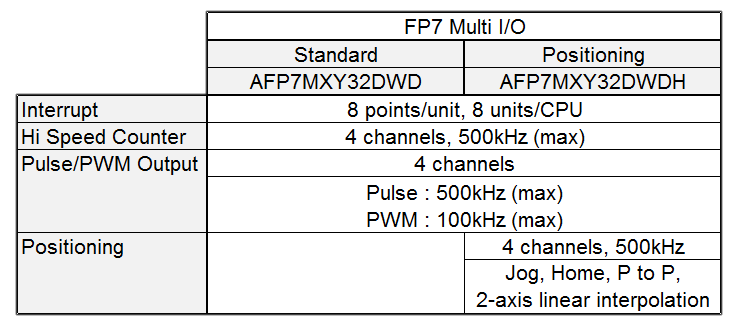 FP7 Multi I/O
Standard Positioning
AFP7MXY32DWD AFP7MXY32DWDH
Interrupt 8 points/unit, 8 units/CPU
Hi Speed Counter 4 channels, 500kHz (max)
Pulse/PWM Output 4 channels
Pulse : 500kHz (max)
PWM : 100kHz (max)
Positioning 4 channels, 500kHz
Jog, Home, P to P,
2-axis linear interpolation